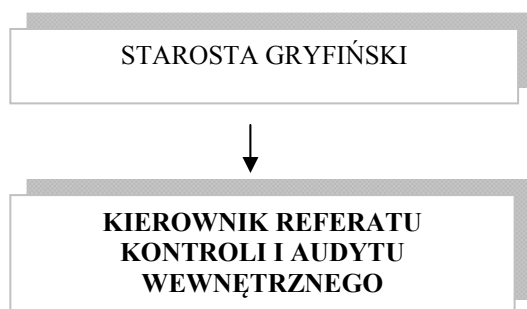 STAROSTA GRYFIŃSKI
KIEROWNIK REFERATU
KONTROLI I AUDYTU
WEWNĘTRZNEGO